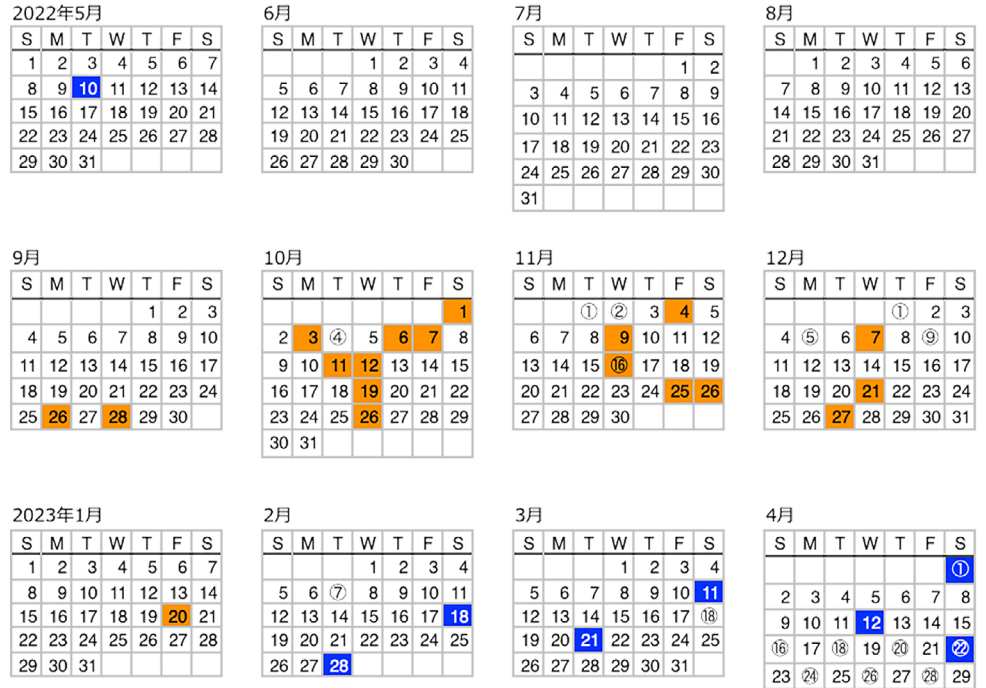 2022年5月
S M T W T F S
1 2 3 4 5 6 7
8 9 10 11 12 13 14
15 16 17 18 19 20 21
22 23 24 25 26 27 28
29 30 31
6月
S M T W T F S
1 2 3 4
5 6 7 8 9 10 11
12 13 14 15 16 17 18
19 20 21 22 23 24 25
26 27 28 29 30
7月
S M T W T F S
1 2
3 4 5 6 7 8 9
10 11 12 13 14 15 16
17 18 19 20 21 22 23
24 25 26 27 28 29 30
31
8月
S M T W T F S
1 2 3 4 5 6
7 8 9 10 11 12 13
14 15 16 17 18 19 20
21 22 23 24 25 26 27
28 29 30 31
9月
S M T W T F S
1 2 3
4 5 6 7 8 9 10
11 12 13 14 15 16 17
18 19 20 21 22 23 24
25 26 27 28 29 30
10月
S M T W T F S
1
2 3 ④ 5 6 7 8
9 10 11 12 13 14 15
16 17 18 19 20 21 22
23 24 25 26 27 28 29
30 31
11月
S M T W T F S
① ② 3 4 5
6 7 8 9 10 11 12
13 14 15 ⑯ 17 18 19
20 21 22 23 24 25 26
27 28 29 30
12月
S M T W T F S
① 2 3
4 ⑤ 6 7 8 ⑨ 10
11 12 13 14 15 16 17
18 19 20 21 22 23 24
25 26 27 28 29 30 31
2023年1月
S M T W T F S
1 2 3 4 5 6 7
8 9 10 11 12 13 14
15 16 17 18 19 20 21
22 23 24 25 26 27 28
29 30 31
2月
S M T W T F S
1 2 3 4
5 6 ⑦ 8 9 10 11
12 13 14 15 16 17 18
19 20 21 22 23 24 25
26 27 28
3月
S M T W T F S
1 2 3 4
5 6 7 8 9 10 11
12 13 14 15 16 17 ⑱
19 20 21 22 23 24 25
26 27 28 29 30 31
4月
S M T W T F S
①
2 3 4 5 6 7 8
9 10 11 12 13 14 15
⑯ 17 ⑱ 19 ⑳ 21 ㉒
23 ㉔ 25 ㉖ 27 ㉘ 29